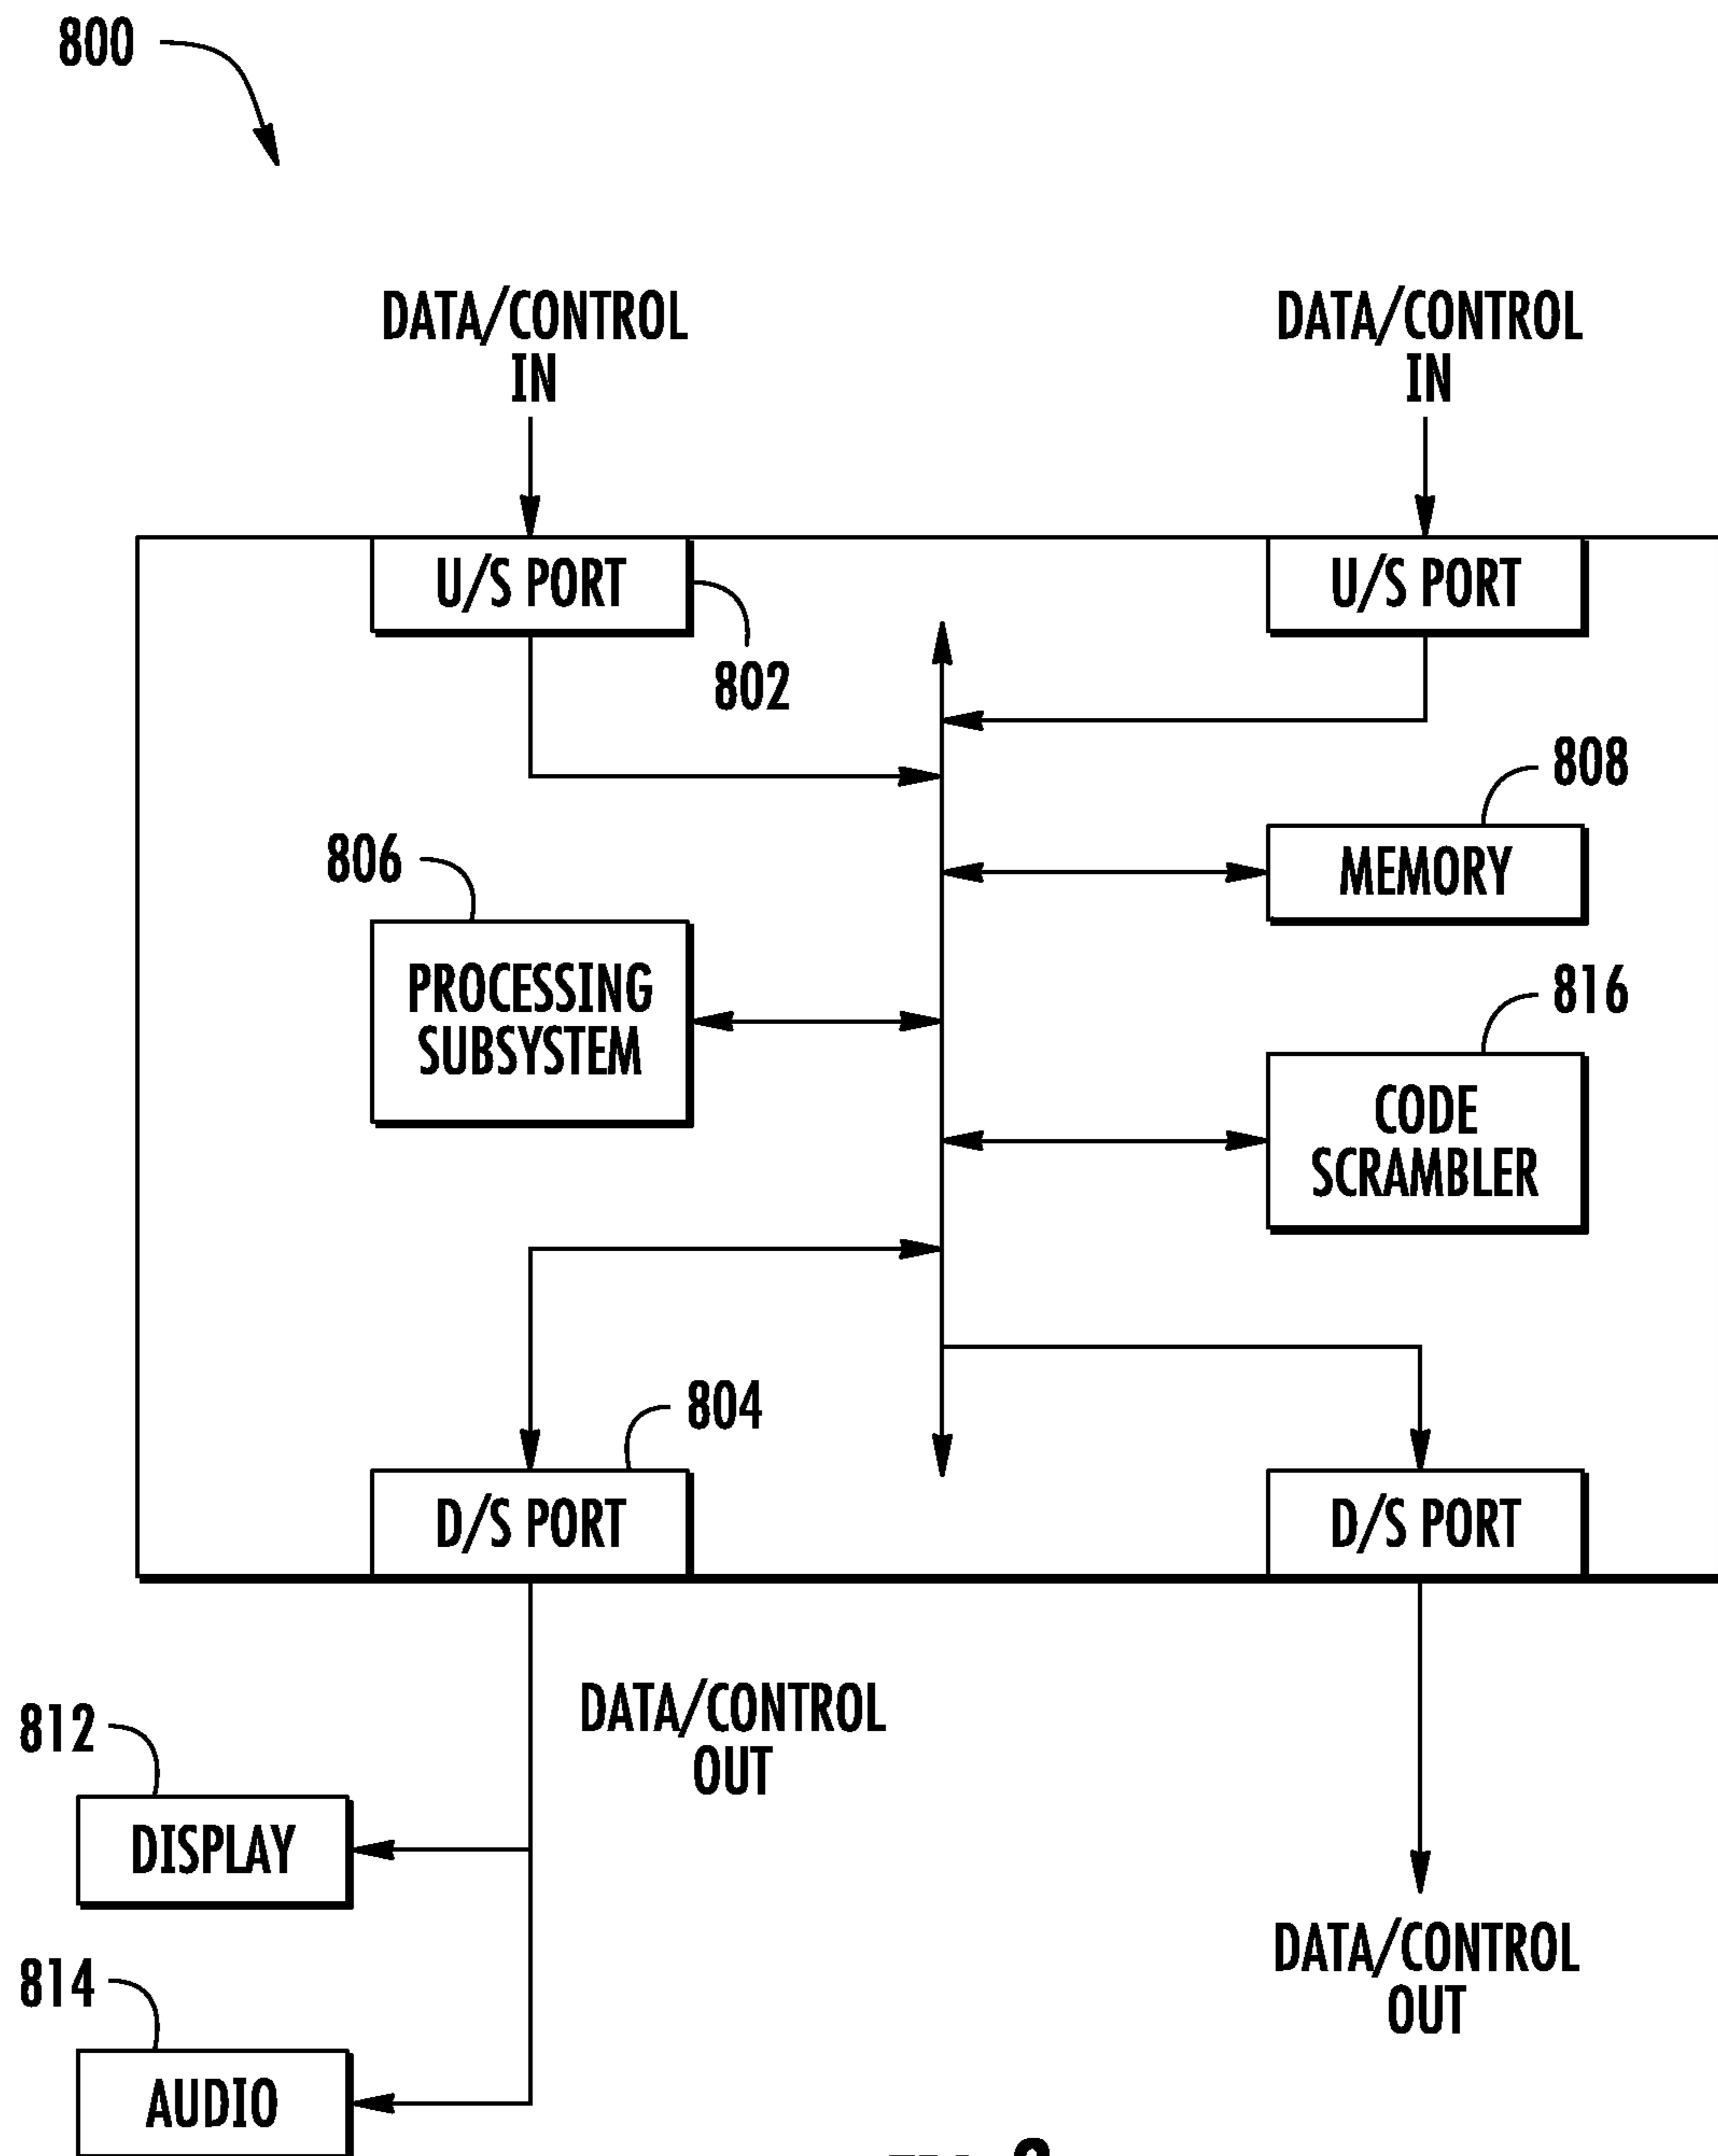 800
DATA/CONTROL
IN
DATA/CONTROL
IN
U/S PORT
U/S PORT
802
808
MEMORY
806
PROCESSING
SUBSYSTEM
816
CODE
SCRAMBLER
804
D/S PORT
D/S PORT
DATA/CONTROL
OUT
812
DISPLAY
DATA/CONTROL
OUT
814
AUDIO